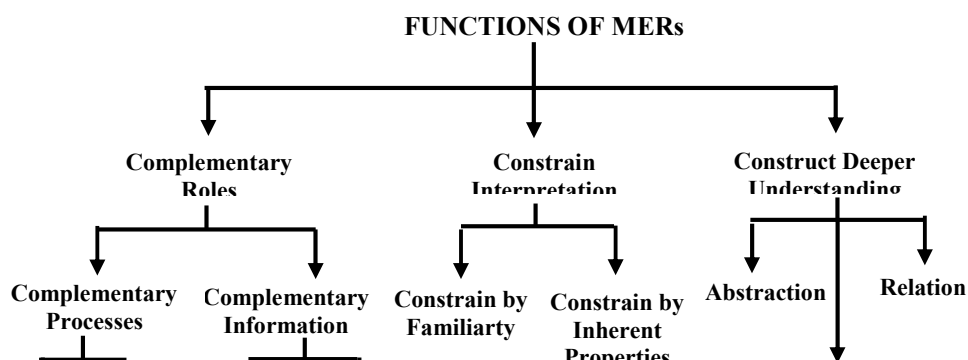 FUNCTIONS OF MERs
Complementary
Roles
Constrain
Interpretation
Construct Deeper
Understanding
Complementary
Processes
Complementary
Information
Constrain by
Familiarty
Constrain by
Inherent
Properties
Abstraction
Relation